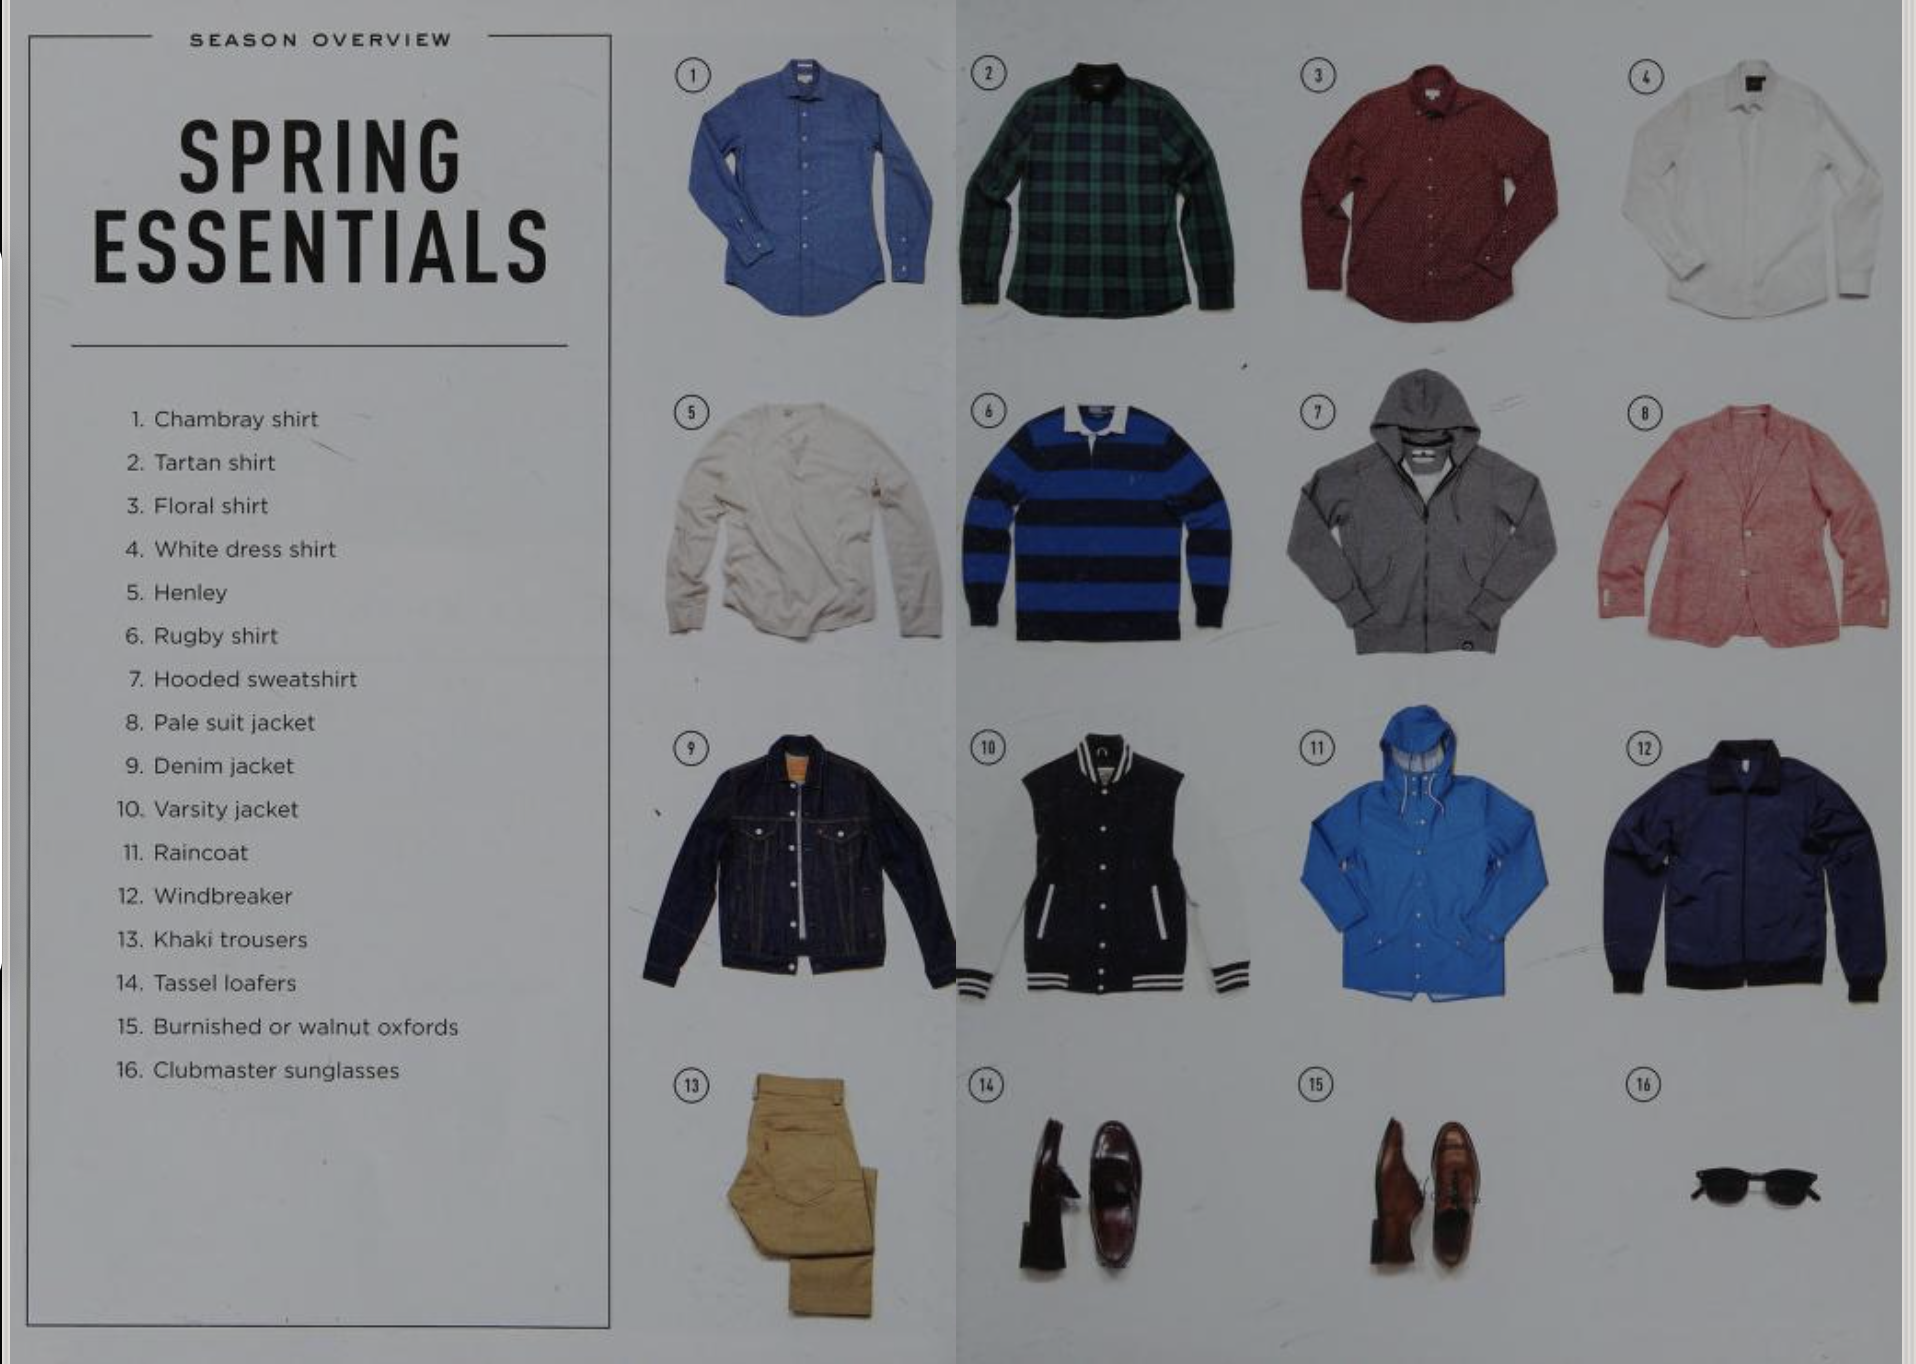 SEASON OVERVIEW
SPRING
ESSENTIALS
1. Chambray shirt
2. Tartan shirt
3. Floral shirt
4. White dress shirt
5. Henley
6. Rugby shirt
7. Hooded sweatshirt
8. Pale suit jacket
9. Denim jacket
10. Varsity jacket
11. Raincoat
12. Windbreaker
13. Khaki trousers
14. Tassel loafers
15. Burnished or walnut oxfords
16. Clubmaster sunglasses
1
2
3
4
5
6
7
8
9
10
11
12
13
14
15
16